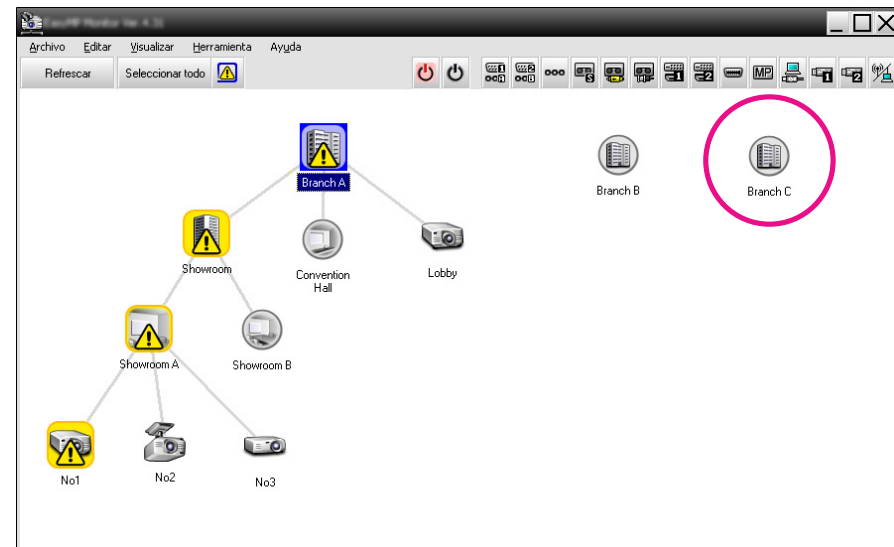 Archivo Editar Visualizar Herramienta Ayuda
Refrescar Seleccionar todo MP
Branch A
Branch B
Branch C
Showroom
Convention
Hall
Lobby
Showroom A
Showroom B
No1
No2
No3